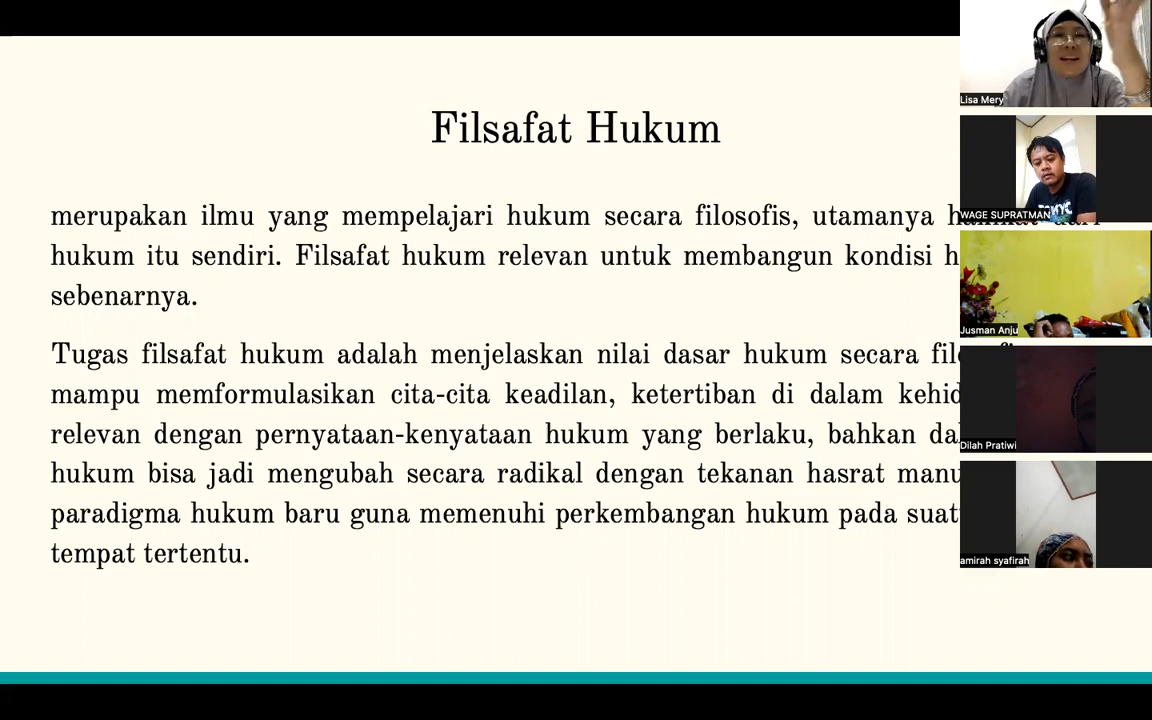 Filsafat Hukum
merupakan ilmu yang mempelajari hukum secara filosofis, utamanya
hukum itu sendiri. Filsafat hukum relevan untuk membangun kondisi
sebenarnya.
Tugas filsafat hukum adalah menjelaskan nilai dasar hukum secara
mampu memformulasikan cita-cita keadilan, ketertiban di dalam
relevan dengan pernyataan-kenyataan hukum yang berlaku, bahkan
hukum bisa jadi mengubah secara radikal dengan tekanan hasrat
paradigma hukum baru guna memenuhi perkembangan hukum pada
tempat tertentu.
Lisa Mery
WAGE SUPRATMAN
Jusman Anju
Dilah Pratiwi
amirah syafirah